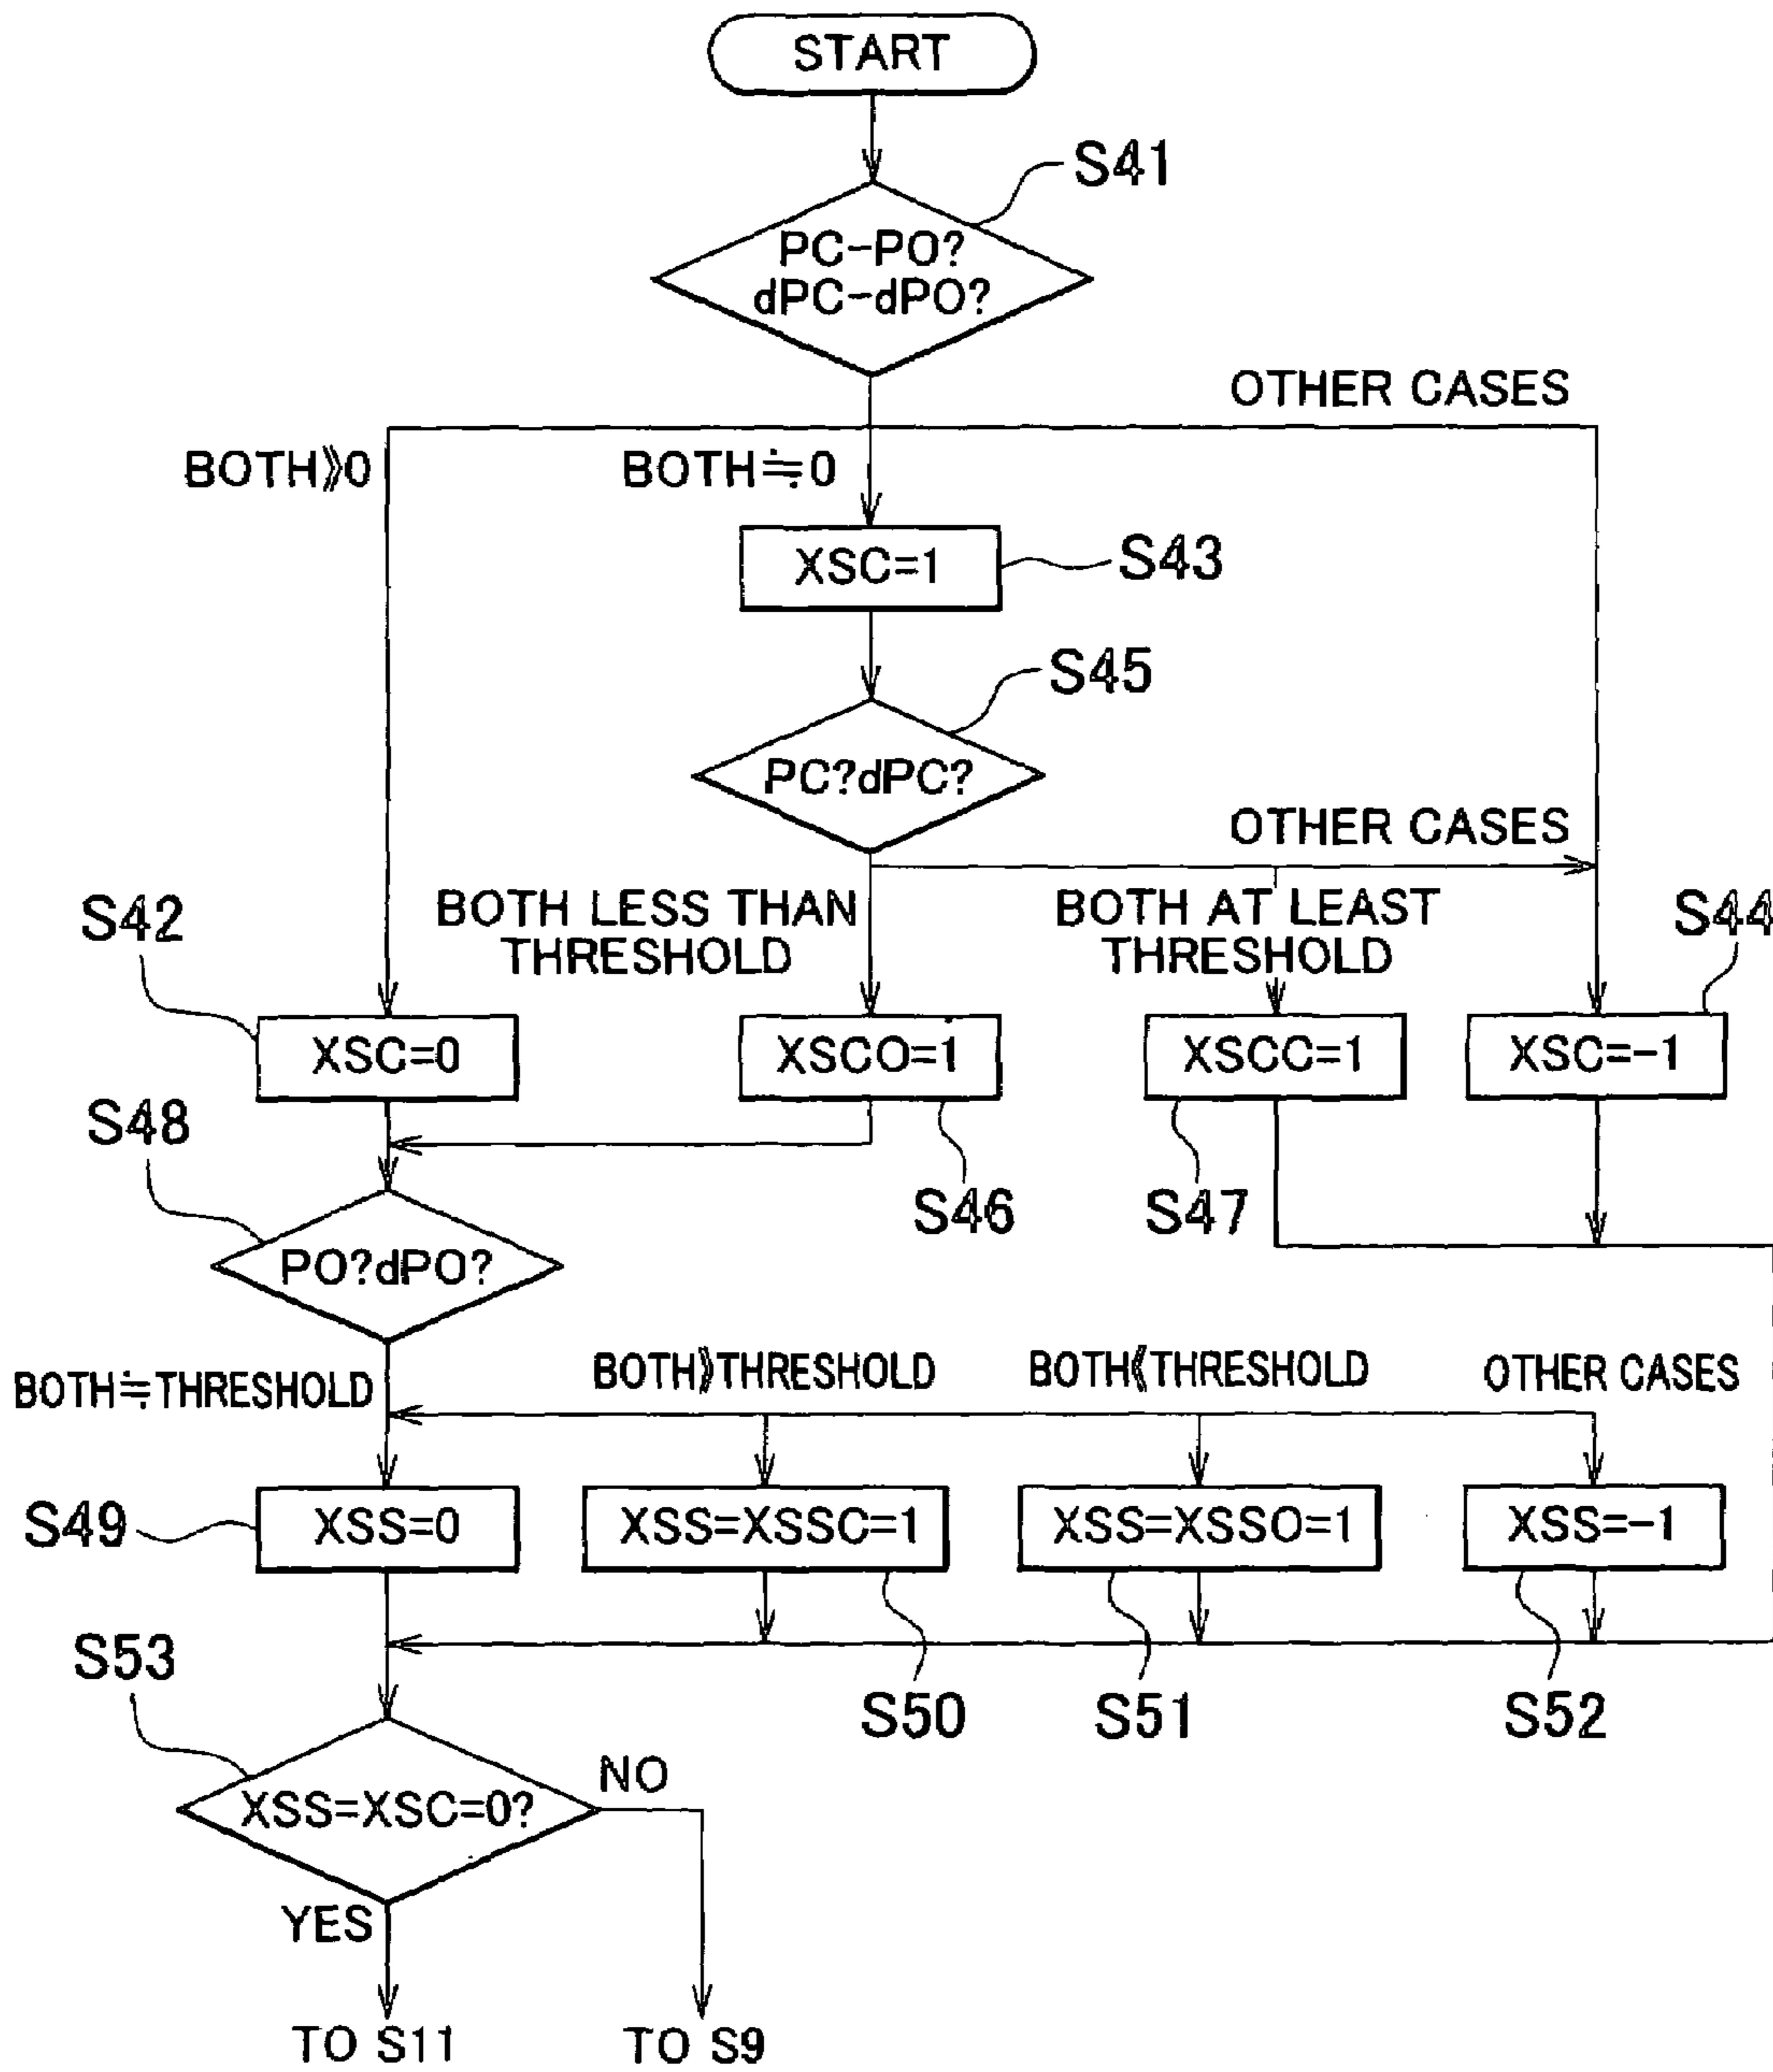 START
S41
PC-PO?
dPC-dPO?
OTHER CASES
BOTH⟫0
BOTH≒0
XSC=1
S43
S45
PC?dPC?
OTHER CASES
S42
BOTH LESS THAN
THRESHOLD
BOTH AT LEAST
THRESHOLD
S44
XSC=0
XSCO=1
XSCC=1
XSC=-1
S48
S46
S47
PO?dPO?
BOTH≒THRESHOLD
BOTH⟫THRESHOLD
BOTH⟪THRESHOLD
OTHER CASES
S49
XSS=0
XSS=XSSC=1
XSS=XSSO=1
XSS=-1
S53
S50
S51
S52
XSS=XSC=0?
NO
YES
TO S11
TO S9